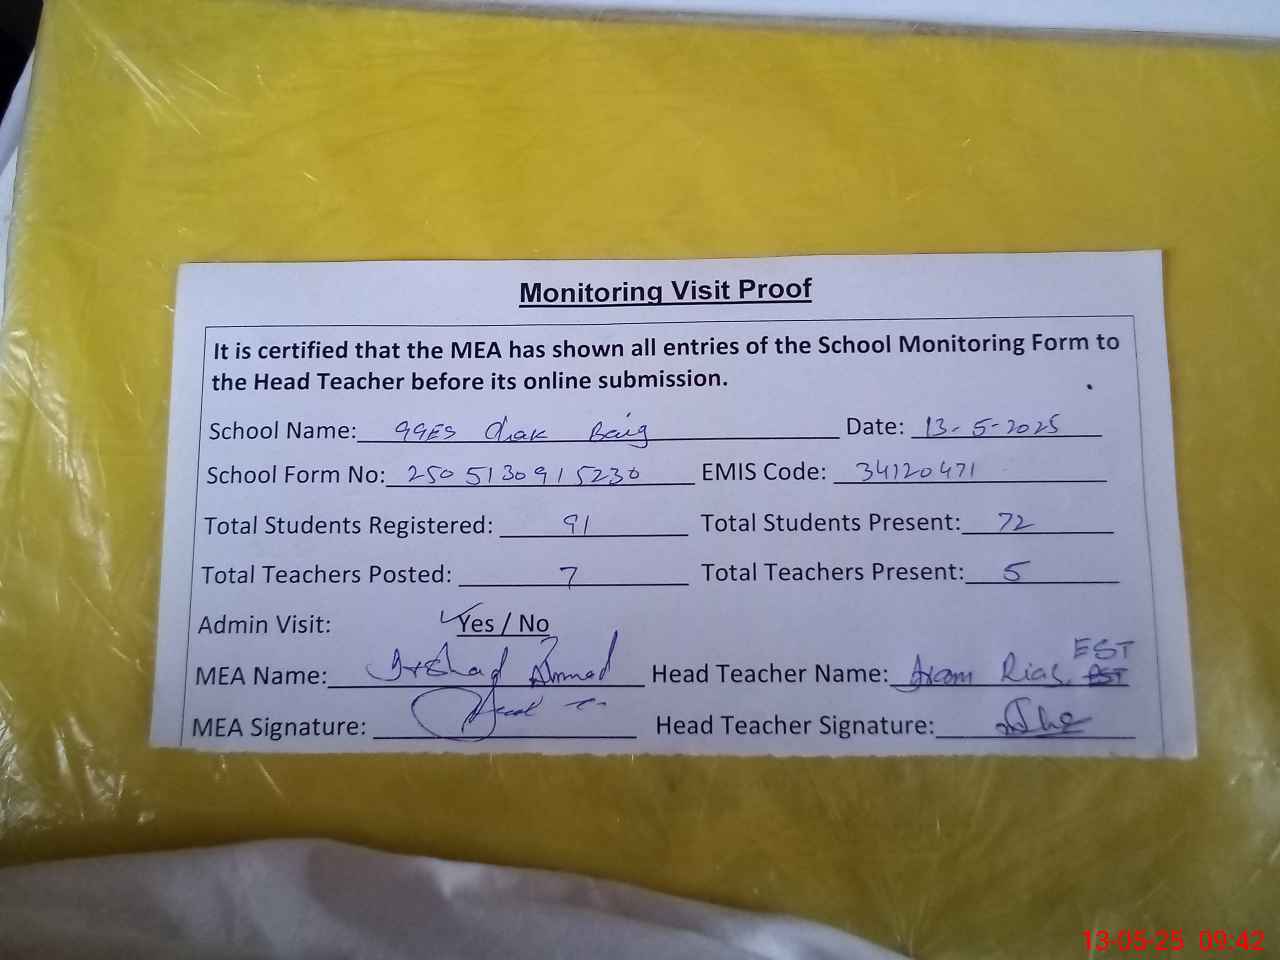 Monitoring Visit Proof
It is certified that the MEA has shown all entries of the School Monitoring Form to
the Head Teacher before its online submission.
School Name: GGES Chak Baig Date: 13-5-2025
School Form No: 2505130915230 EMIS Code: 34120471
Total Students Registered: 91 Total Students Present: 72
Total Teachers Posted: 7 Total Teachers Present: 5
Admin Visit: Yes / No
EST
MEA Name: Irshad Ahmad Head Teacher Name: Riaz
MEA Signature: Head Teacher Signature:
13-05-25 09:42